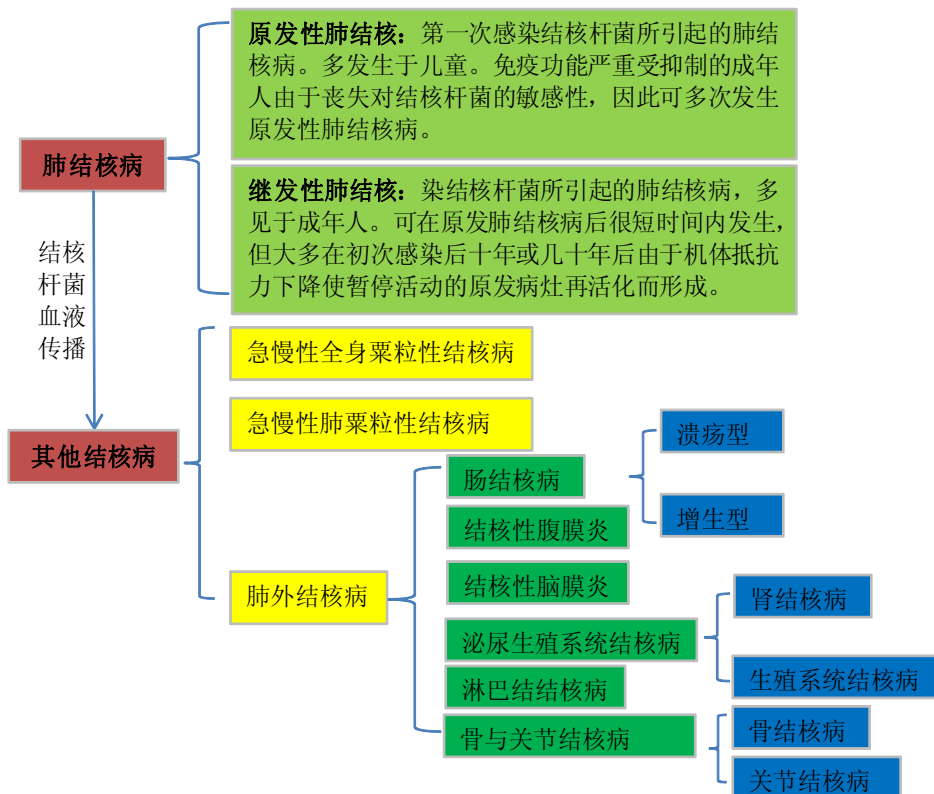 原发性肺结核：第一次感染结核杆菌所引起的肺结
核病。多发生于儿童。免疫功能严重受抑制的成年
人由于丧失对结核杆菌的敏感性，因此可多次发生
原发性肺结核病。
肺结核病
继发性肺结核：染结核杆菌所引起的肺结核病，多
见于成年人。可在原发肺结核病后很短时间内发生，
但大多在初次感染后十年或几十年后由于机体抵抗
力下降使暂停活动的原发病灶再活化而形成。
结核
杆菌
血液
传播
其他结核病
急慢性全身粟粒性结核病
急慢性肺粟粒性结核病
肺外结核病
肠结核病
溃疡型
增生型
结核性腹膜炎
结核性脑膜炎
泌尿生殖系统结核病
肾结核病
生殖系统结核病
淋巴结结核病
骨与关节结核病
骨结核病
关节结核病